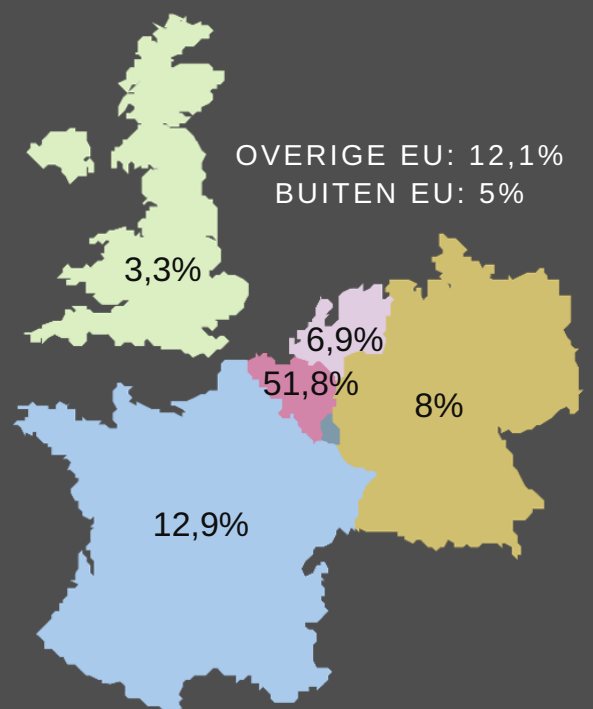 OVERIGE EU: 12,1%
BUITEN EU: 5%
3,3%
6,9%
51,8%
8%
12,9%